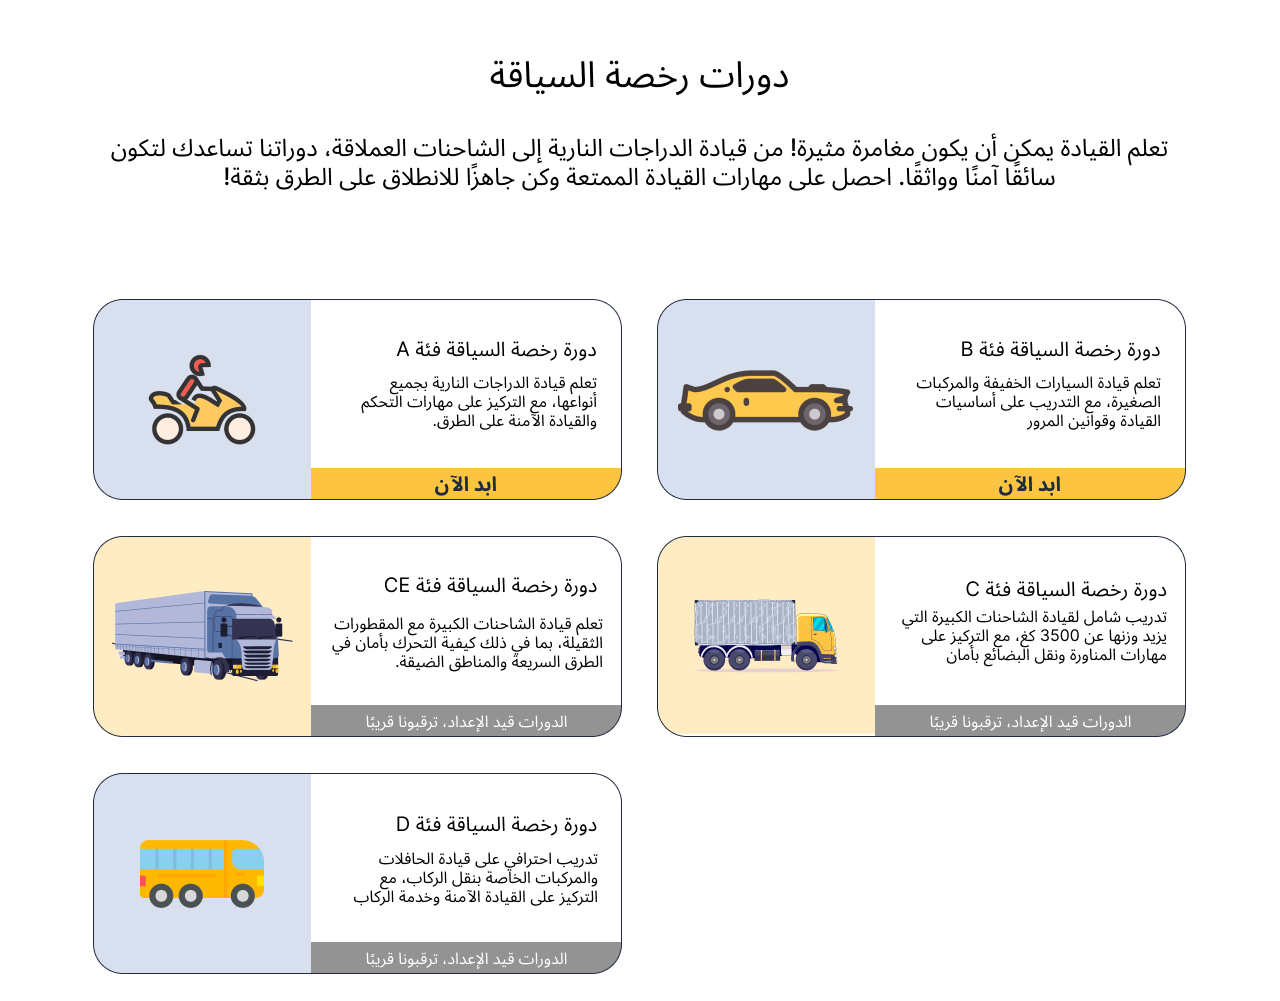 دورات رخصة السياقة
تعلم القيادة يمكن أن يكون مغامرة مثيرة! من قيادة الدراجات النارية إلى الشاحنات العملاقة، دوراتنا تساعدك لتكون
سائقًا آمنًا وواثقًا. احصل على مهارات القيادة الممتعة وكن جاهزًا للانطلاق على الطرق بثقة!
دورة رخصة السياقة فئة B
تعلم قيادة السيارات الخفيفة والمركبات
الصغيرة، مع التدريب على أساسيات
القيادة وقوانين المرور
ابد الآن
دورة رخصة السياقة فئة A
تعلم قيادة الدراجات النارية بجميع
أنواعها، مع التركيز على مهارات التحكم
والقيادة الآمنة على الطرق.
ابد الآن
دورة رخصة السياقة فئة C
تدريب شامل لقيادة الشاحنات الكبيرة التي
يزيد وزنها عن 3500 كغ، مع التركيز على
مهارات المناورة ونقل البضائع بأمان
الدورات قيد الإعداد، ترقبونا قريبًا
دورة رخصة السياقة فئة CE
تعلم قيادة الشاحنات الكبيرة مع المقطورات
الثقيلة، بما في ذلك كيفية التحرك بأمان في
الطرق السريعة والمناطق الضيقة.
الدورات قيد الإعداد، ترقبونا قريبًا
دورة رخصة السياقة فئة D
تدريب احترافي على قيادة الحافلات
والمركبات الخاصة بنقل الركاب، مع
التركيز على القيادة الآمنة وخدمة الركاب
الدورات قيد الإعداد، ترقبونا قريبًا